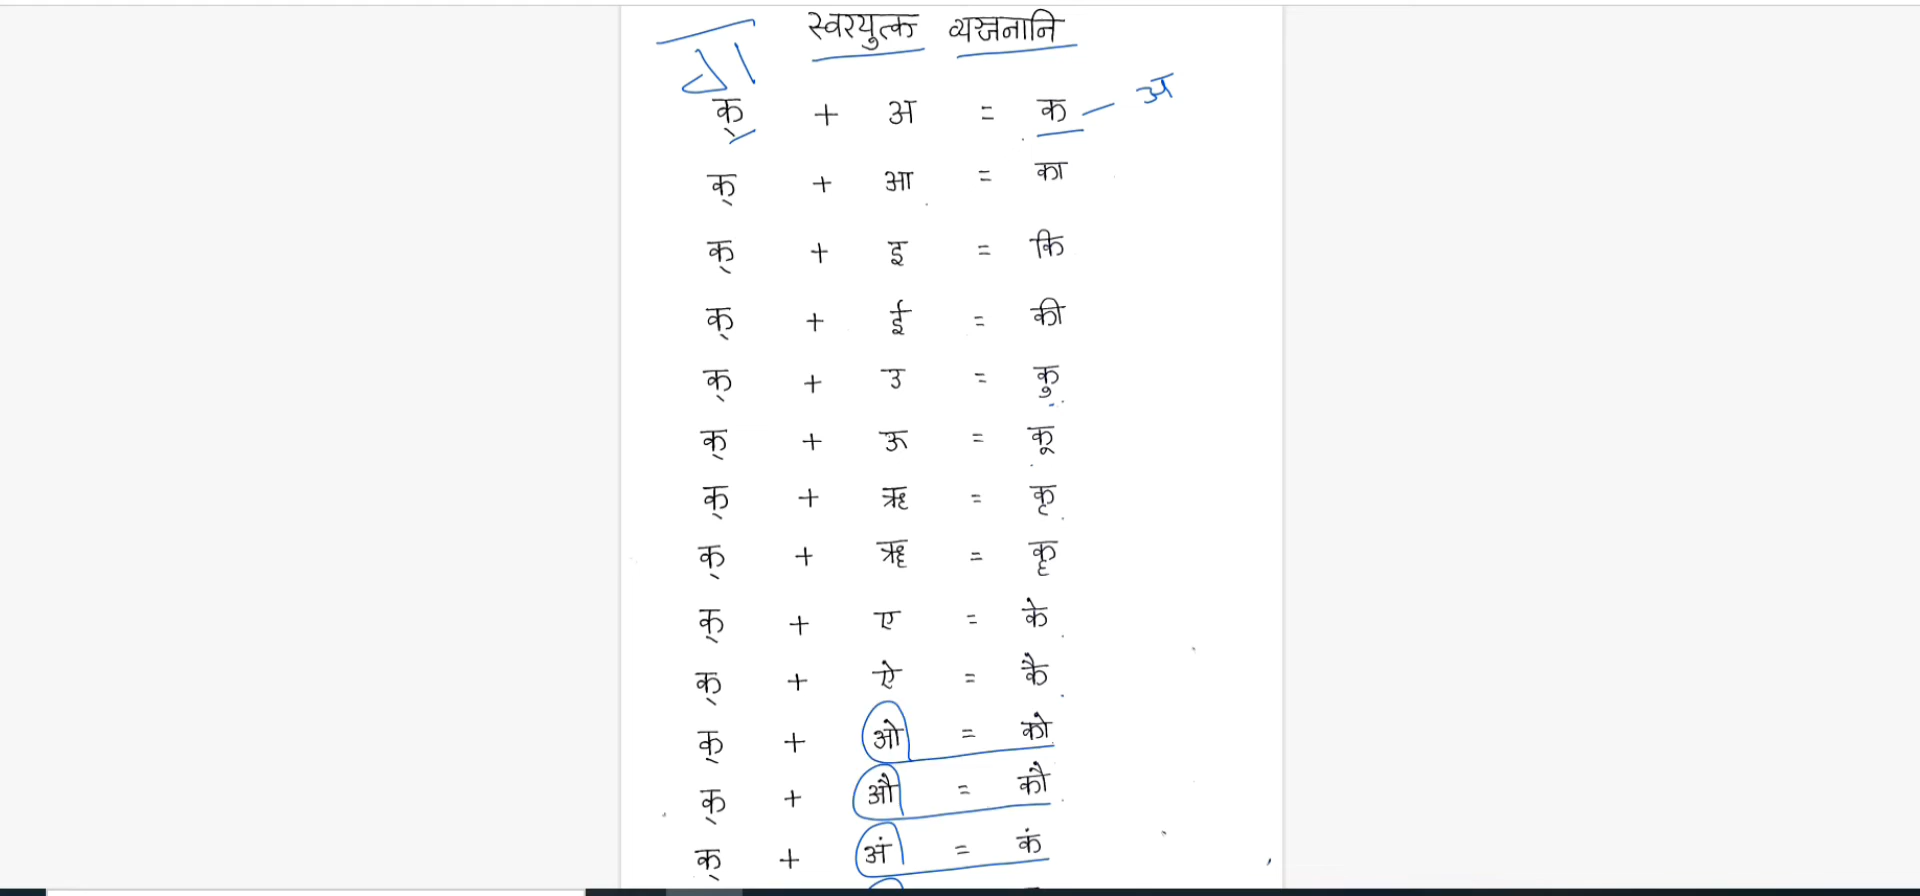 स्वरयुत्क व्यञ्जनानि
क् + अ = क – अ
क् + आ = का
क् + इ = कि
क् + ई = की
क् + उ = कु
क् + ऊ = कू
क् + ऋ = कृ
क् + ॠ = कॄ
क् + ए = के
क् + ऐ = कै
क् + ओ = को
क् + औ = कौ
क् + अं = कं